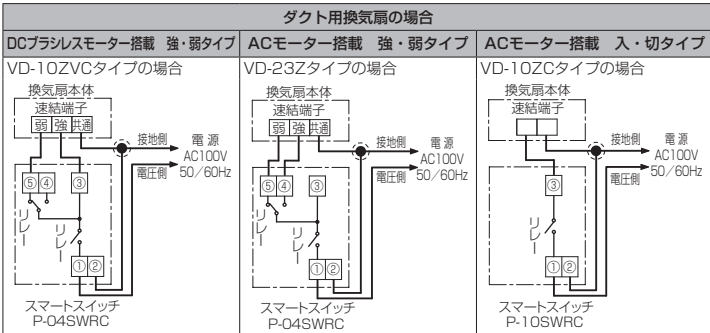 ダクト用換気扇の場合
DCブラシレスモーター搭載 強・弱タイプ
ACモーター搭載 強・弱タイプ
ACモーター搭載 入・切タイプ
VD-10ZVCタイプの場合
換気扇本体
速結端子
弱 強 共通
接地側
電源
AC100V
電圧側
50/60Hz
⑤ ④ ③
リレー
リレー
① ②
スマートスイッチ
P-04SWRC
VD-23Zタイプの場合
換気扇本体
速結端子
弱 強 共通
接地側
電源
AC100V
電圧側
50/60Hz
⑤ ④ ③
リレー
リレー
① ②
スマートスイッチ
P-04SWRC
VD-10ZCタイプの場合
換気扇本体
速結端子
接地側
電源
AC100V
電圧側
50/60Hz
③
リレー
① ②
スマートスイッチ
P-10SWRC